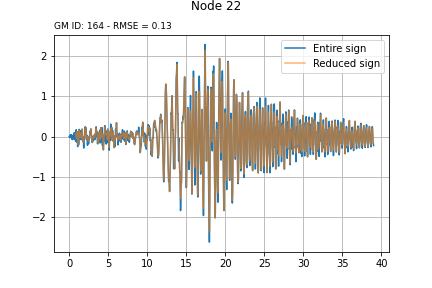 Node 22
GM ID: 164 - RMSE = 0.13
Entire sign
Reduced sign
2
1
0
−1
−2
0 5 10 15 20 25 30 35 40